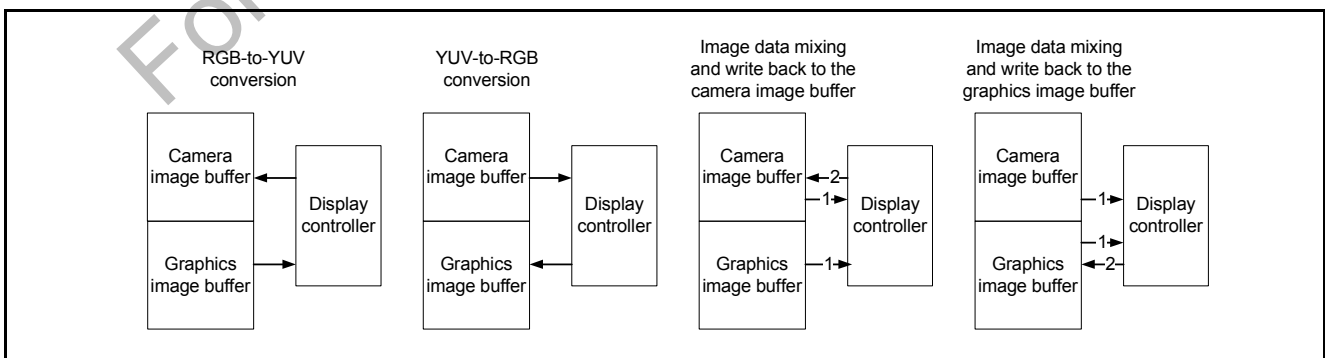 For
RGB-to-YUV
conversion
Camera
image buffer
Graphics
image buffer
Display
controller
YUV-to-RGB
conversion
Camera
image buffer
Graphics
image buffer
Display
controller
Image data mixing
and write back to the
camera image buffer
Camera
image buffer
Graphics
image buffer
2
1
1
Display
controller
Image data mixing
and write back to the
graphics image buffer
Camera
image buffer
Graphics
image buffer
1
1
2
Display
controller